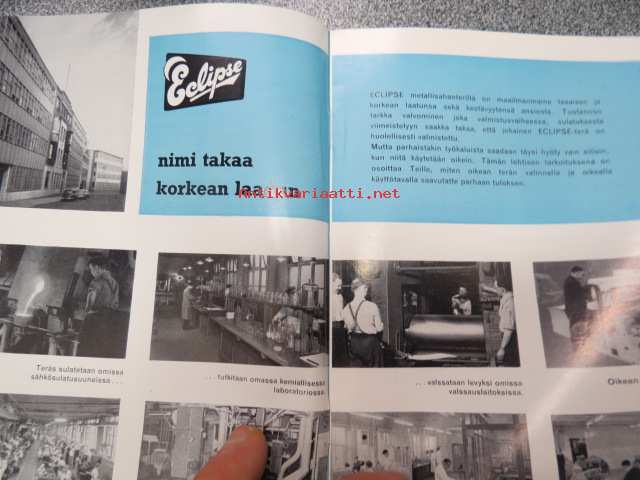 Eclipse
nimi takaa
korkean laa un
ECLIPSE metallisahanterillä on maailmanmaine tasaisen ja
korkean laatunsa sekä kestävyytensä ansiosta. Tuotannon
tarkka valvominen joka valmistusvaiheessa, sulatuksesta
viimeistelyyn saakka takaa, että jokainen ECLIPSE-terä on
huolellisesti valmistettu.
Mutta parhaistakin työkaluista saadaan täysi hyöty vain silloin,
kun niitä käytetään oikein. Tämän lehtisen tarkoituksena on
osoittaa Teille, miten oikean terän valinnalla ja oikealla
käyttötavalla saavutatte parhaan tuloksen.
antikvariaatti.net
Teräs sulatetaan omissa
sähkösulatusuuneissa...
...tutkitaan omassa kemiallisessa
laboratoriossa.
...valssataan levyksi omissa
valssauslaitoksissa.
Oikean